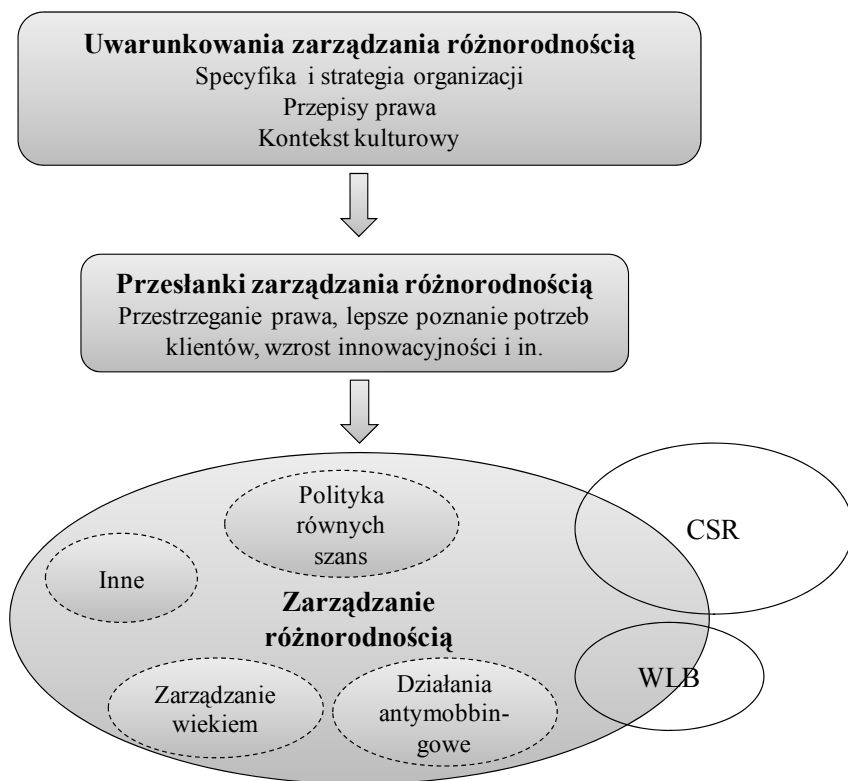 Uwarunkowania zarządzania różnorodnością
Specyfika i strategia organizacji
Przepisy prawa
Kontekst kulturowy
Przesłanki zarządzania różnorodnością
Przestrzeganie prawa, lepsze poznanie potrzeb
klientów, wzrost innowacyjności i in.
Polityka
równych
szans
CSR
Inne
Zarządzanie
różnorodnością
WLB
Zarządzanie
wiekiem
Działania
antymobbin-
gowe